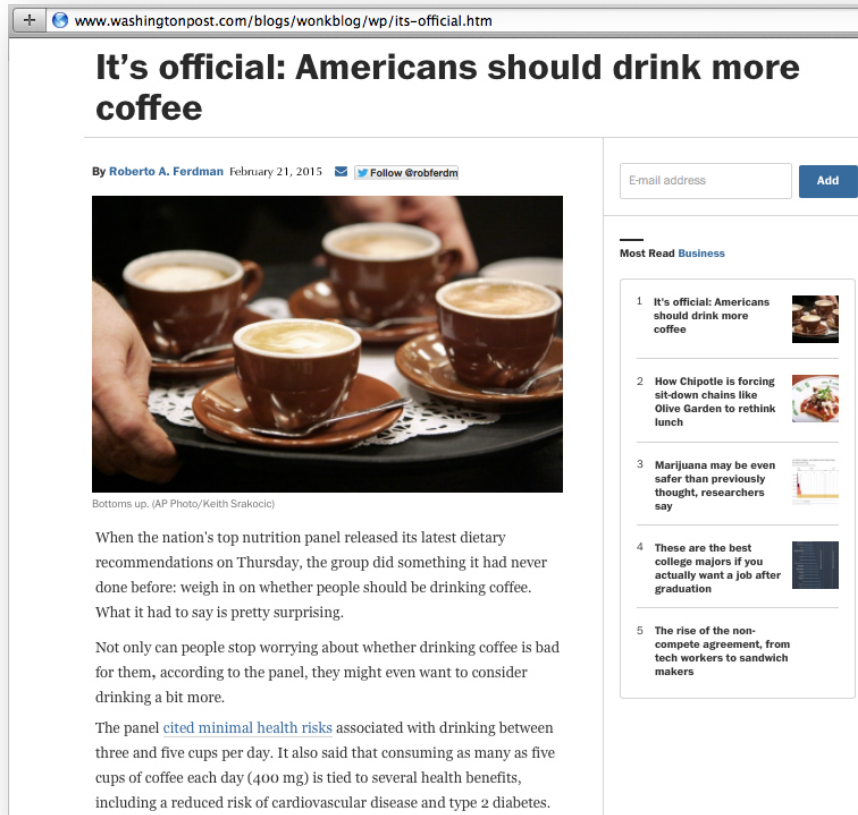 www.washingtonpost.com/blogs/wonkblog/wp/its-official.htm
It's official: Americans should drink more
coffee
By Roberto A. Ferdman February 21, 2015 Follow @robferdm
Bottoms up. (AP Photo/Keith Srakocic)
When the nation's top nutrition panel released its latest dietary
recommendations on Thursday, the group did something it had never
done before: weigh in on whether people should be drinking coffee.
What it had to say is pretty surprising.
Not only can people stop worrying about whether drinking coffee is bad
for them, according to the panel, they might even want to consider
drinking a bit more.
The panel cited minimal health risks associated with drinking between
three and five cups per day. It also said that consuming as many as five
cups of coffee each day (400 mg) is tied to several health benefits,
including a reduced risk of cardiovascular disease and type 2 diabetes.
E-mail address Add
Most Read Business
1 It's official: Americans
should drink more
coffee
2 How Chipotle is forcing
sit-down chains like
Olive Garden to rethink
lunch
3 Marijuana may be even
safer than previously
thought, researchers
say
4 These are the best
college majors if you
actually want a job after
graduation
5 The rise of the non-
compete agreement, from
tech workers to sandwich
makers